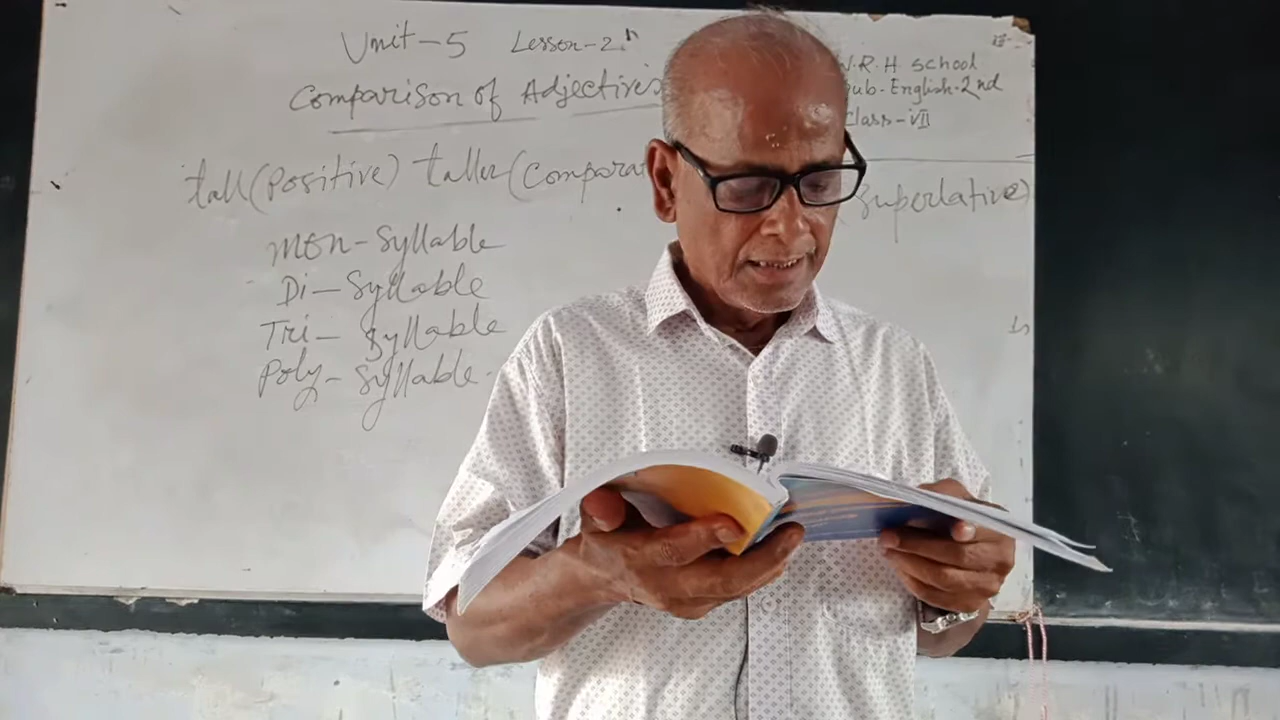 Unit-5 Lesson-2
Comparison of Adjectives
.R.H School
Sub-English-2nd
Class-VII
tall(Positive) taller(Compara
Superlative)
Mon-Syllable
Di-Syllable
Tri-Syllable
Poly-Syllable